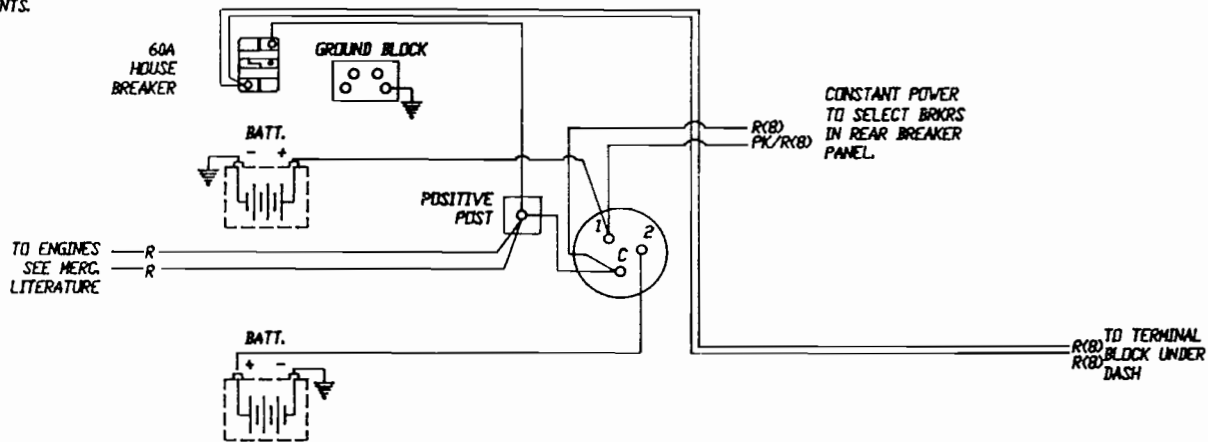 NTS.
60A
HOUSE
BREAKER
GROUND BLOCK
BATT.
- +
POSITIVE
POST
TO ENGINES
SEE MERC.
LITERATURE
R
R
1
2
C
R(8)
PK/R(8)
CONSTANT POWER
TO SELECT BRKRS
IN REAR BREAKER
PANEL.
BATT.
+ -
R(8)
R(8)
TO TERMINAL
BLOCK UNDER
DASH